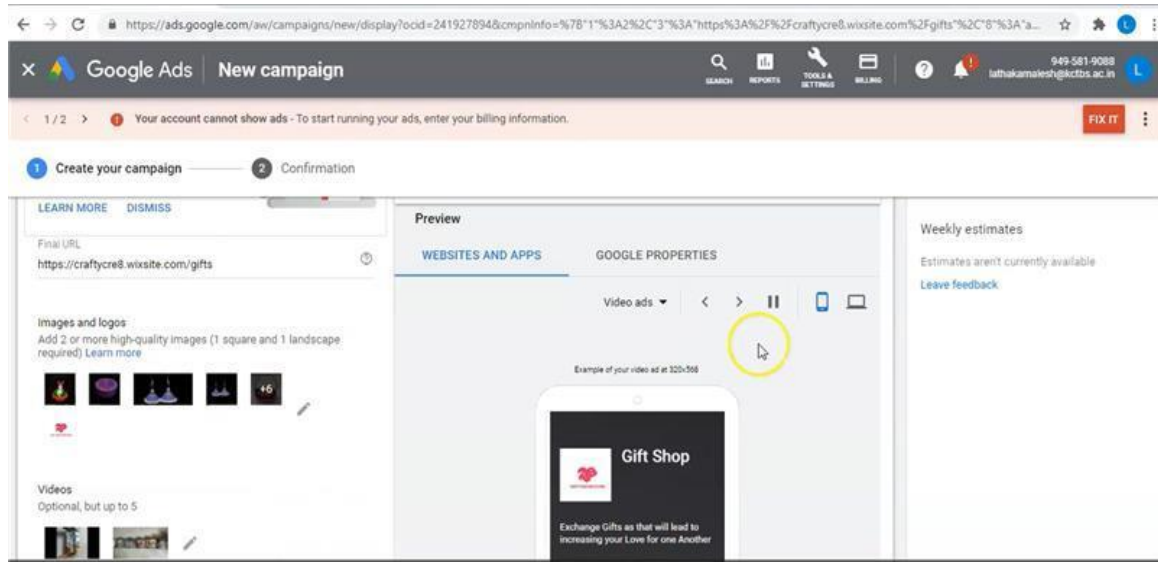 https://ads.google.com/aw/campaigns/new/display?ocid=241927894&cmpnInfo=%7B"1"%3A2%2C"3"%3A"https%3A%2F%2Fcraftycre8.wixsite.com%2Fgifts"%2C"8"%3A"a...
L
Google Ads New campaign
SEARCH REPORTS TOOLS & SETTINGS BILLING
949-581-9088
lathakamalesh@kctbs.ac.in
L
1/2 Your account cannot show ads - To start running your ads, enter your billing information. FIX IT
1 Create your campaign 2 Confirmation
LEARN MORE DISMISS
Final URL
https://craftycre8.wixsite.com/gifts
Images and logos
Add 2 or more high-quality images (1 square and 1 landscape
required) Learn more
+6
Videos
Optional, but up to 5
Preview
WEBSITES AND APPS GOOGLE PROPERTIES
Video ads
Example of your video ad at 320x568
Gift Shop
Exchange Gifts as that will lead to
increasing your Love for one Another
Weekly estimates
Estimates aren't currently available
Leave feedback